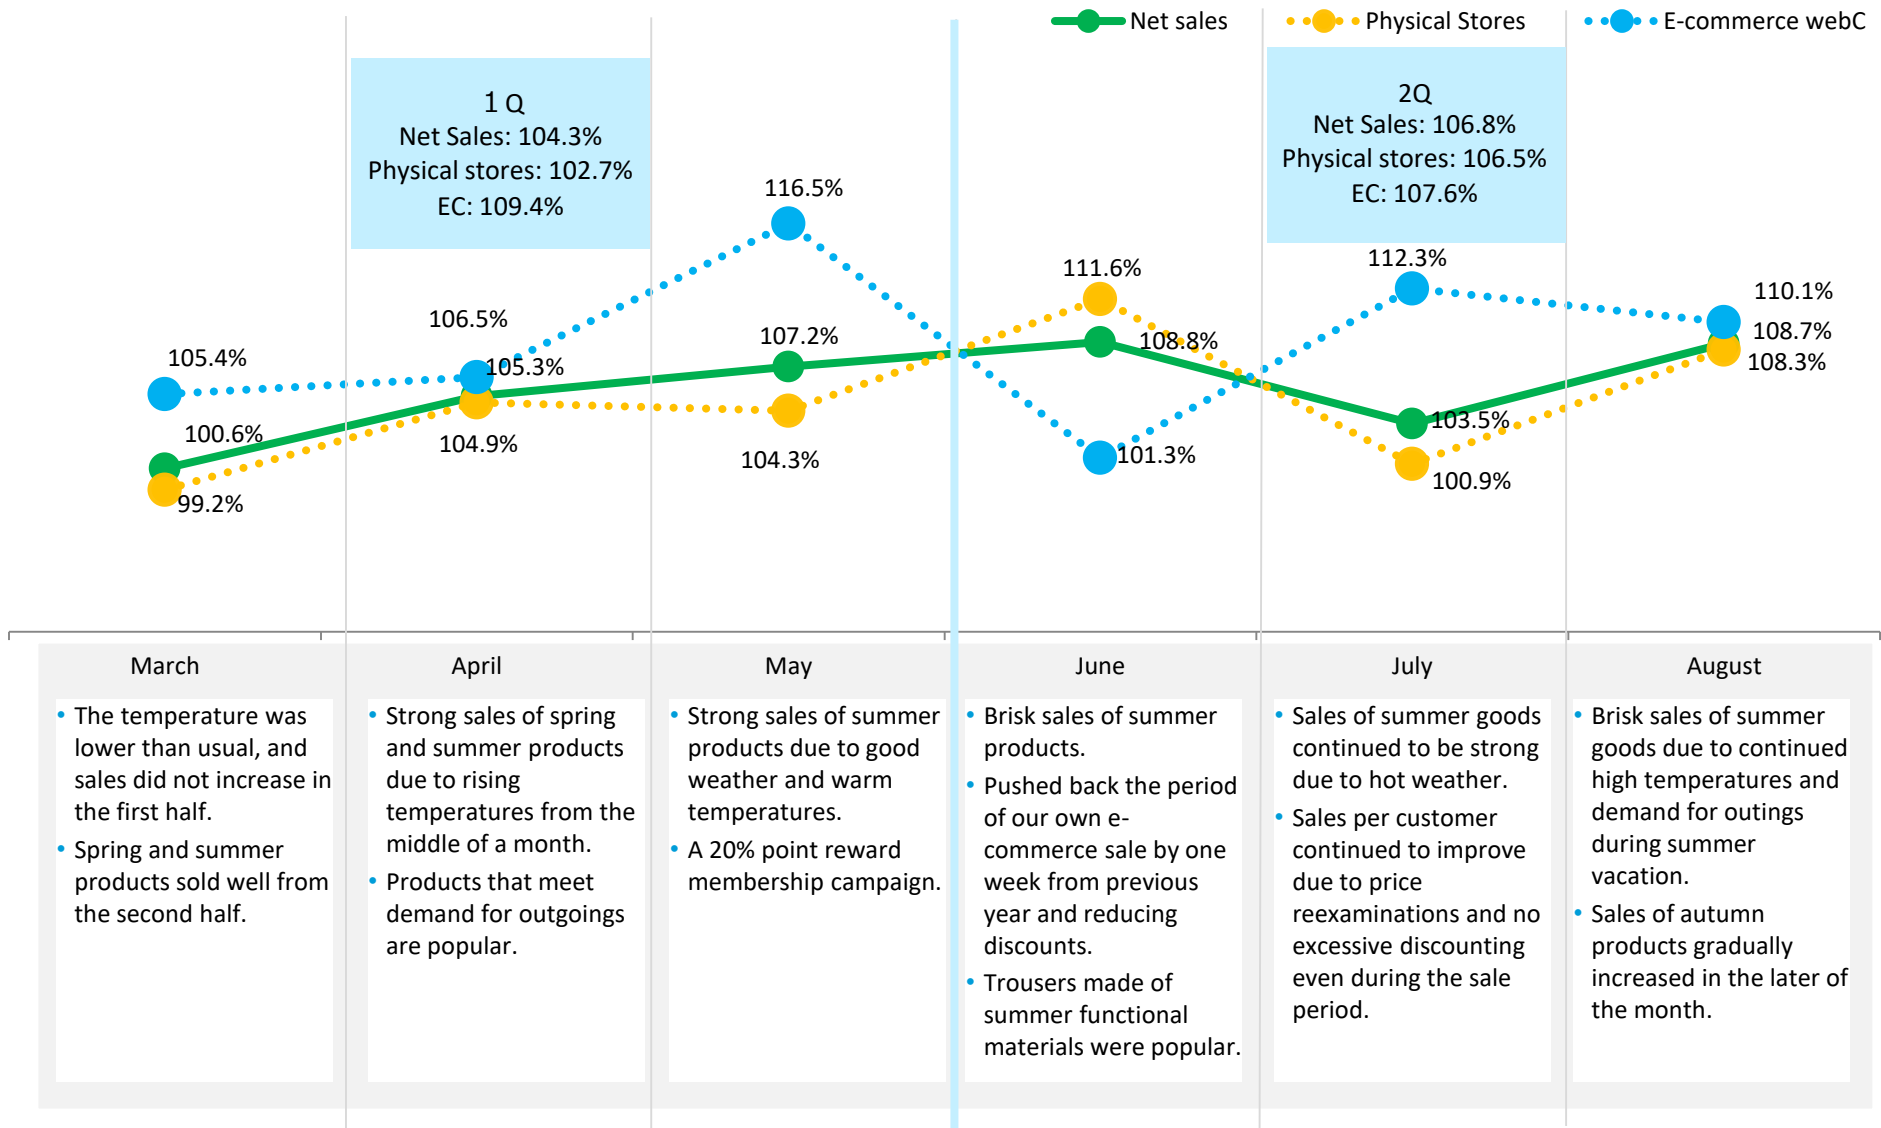 Net sales
Physical Stores
E-commerce webC
1 Q
Net Sales: 104.3%
Physical stores: 102.7%
EC: 109.4%
2Q
Net Sales: 106.8%
Physical stores: 106.5%
EC: 107.6%
105.4%
100.6%
99.2%
106.5%
105.3%
104.9%
116.5%
107.2%
104.3%
111.6%
108.8%
101.3%
112.3%
103.5%
100.9%
110.1%
108.7%
108.3%
March
• The temperature was
lower than usual, and
sales did not increase in
the first half.
• Spring and summer
products sold well from
the second half.
April
• Strong sales of spring
and summer products
due to rising
temperatures from the
middle of a month.
• Products that meet
demand for outgoings
are popular.
May
• Strong sales of summer
products due to good
weather and warm
temperatures.
• A 20% point reward
membership campaign.
June
• Brisk sales of summer
products.
• Pushed back the period
of our own e-
commerce sale by one
week from previous
year and reducing
discounts.
• Trousers made of
summer functional
materials were popular.
July
• Sales of summer goods
continued to be strong
due to hot weather.
• Sales per customer
continued to improve
due to price
reexaminations and no
excessive discounting
even during the sale
period.
August
• Brisk sales of summer
goods due to continued
high temperatures and
demand for outings
during summer
vacation.
• Sales of autumn
products gradually
increased in the later of
the month.